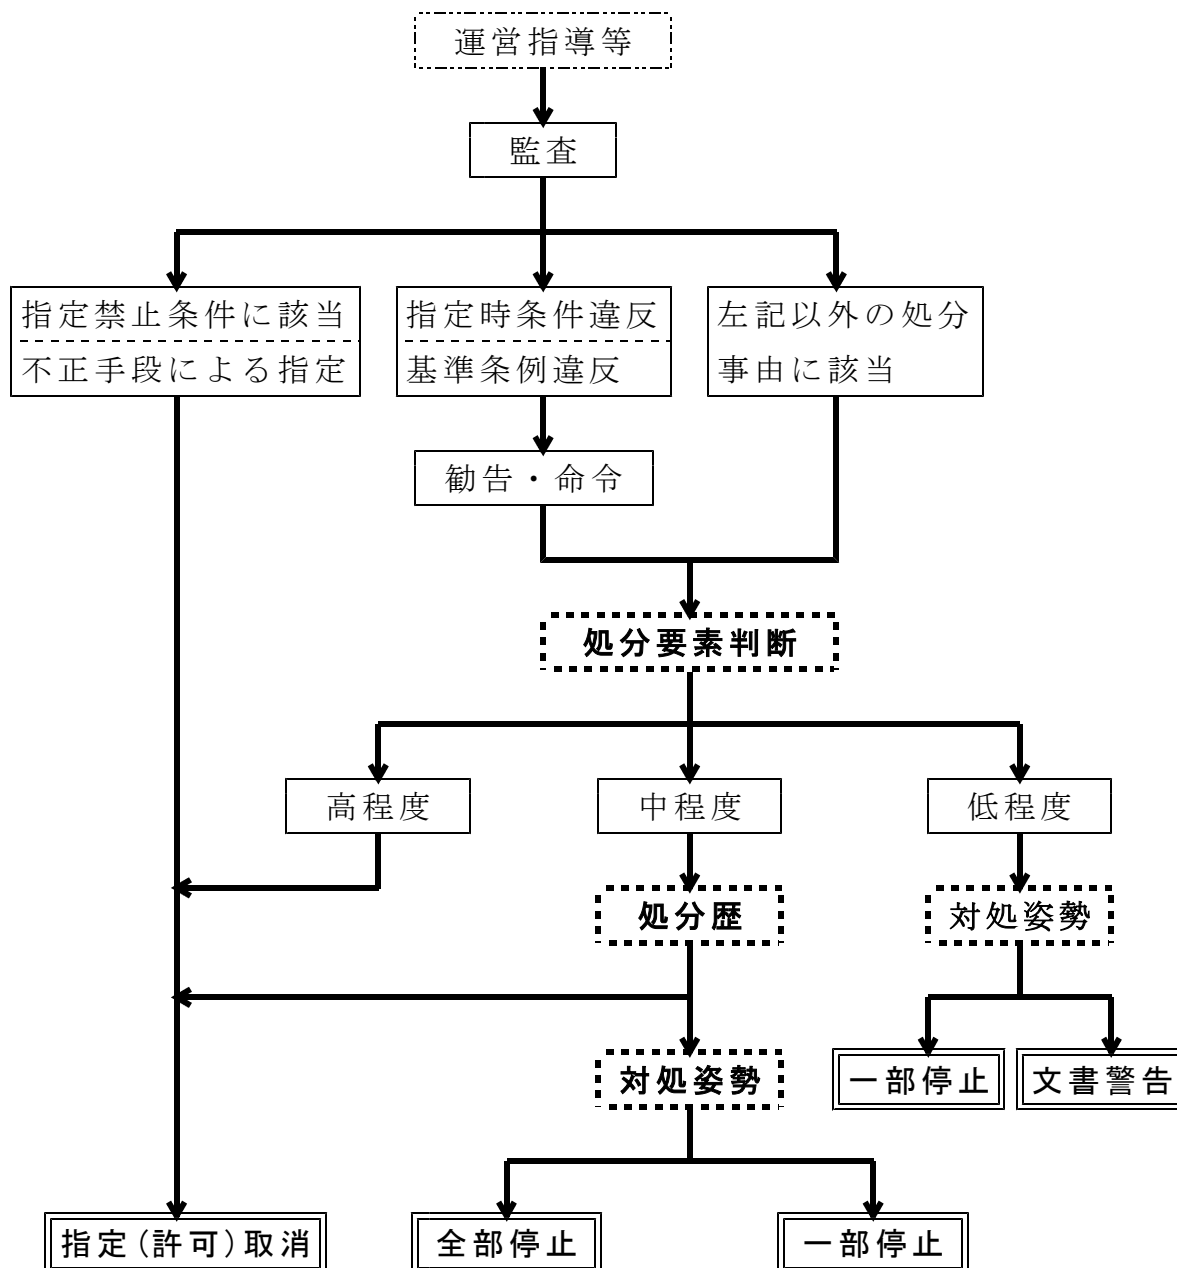 運営指導等
監査
指定禁止条件に該当
不正手段による指定
指定時条件違反
基準条例違反
左記以外の処分
事由に該当
勧告・命令
処分要素判断
高程度
中程度
低程度
処分歴
対処姿勢
対処姿勢
一部停止
文書警告
指定(許可)取消
全部停止
一部停止